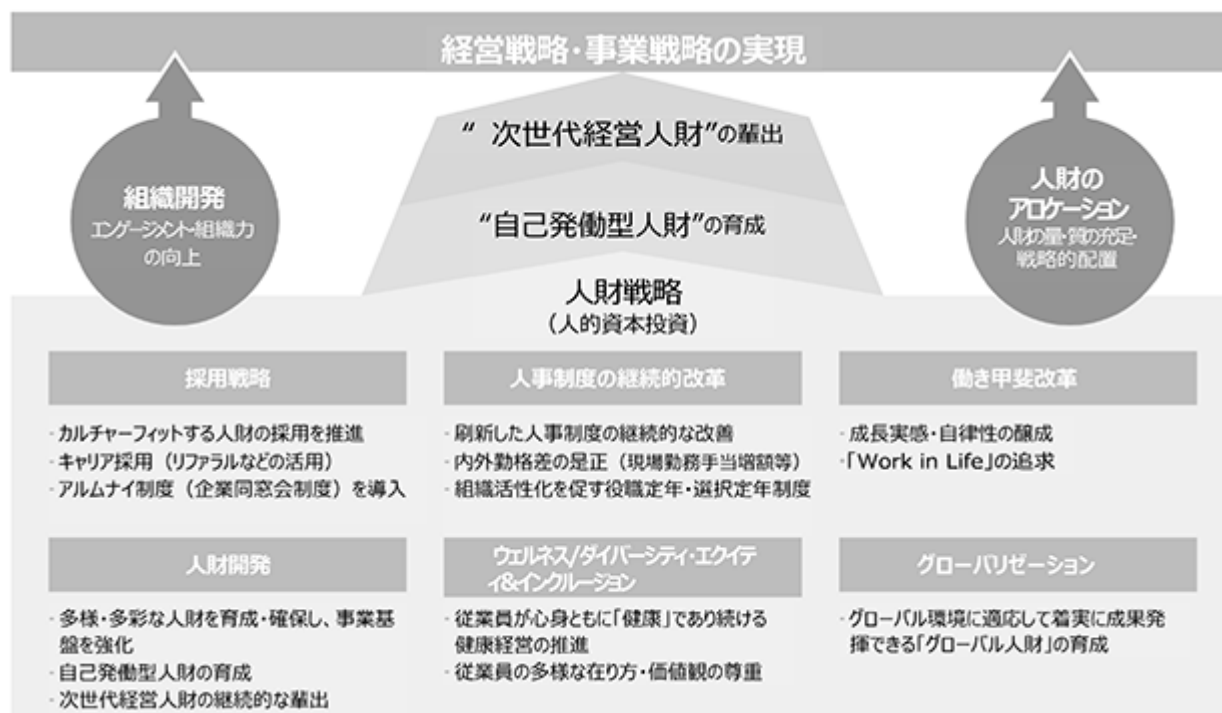 経営戦略・事業戦略の実現
“ 次世代経営人財”の輩出
組織開発
エンゲージメント・組織力
の向上
“自己発働型人財”の育成
人財の
アロケーション
人財の量・質の充足・
戦略的配置
人財戦略
（人的資本投資）
採用戦略
- カルチャーフィットする人財の採用を推進
- キャリア採用（リファラルなどの活用）
- アルムナイ制度（企業同窓会制度）を導入
人事制度の継続的改革
- 刷新した人事制度の継続的な改善
- 内外勤格差の是正（現場勤務手当増額等）
- 組織活性化を促す役職定年・選択定年制度
働き甲斐改革
- 成長実感・自律性の醸成
- 「Work in Life」の追求
人財開発
- 多様・多彩な人財を育成・確保し、事業基
盤を強化
- 自己発働型人財の育成
- 次世代経営人財の継続的な輩出
ウェルネス/ダイバーシティ・エクイテ
ィ&インクルーション
- 従業員が心身ともに「健康」であり続ける
健康経営の推進
- 従業員の多様な在り方・価値観の尊重
グローバリゼーション
- グローバル環境に適応して着実に成果発
揮できる「グローバル人財」の育成